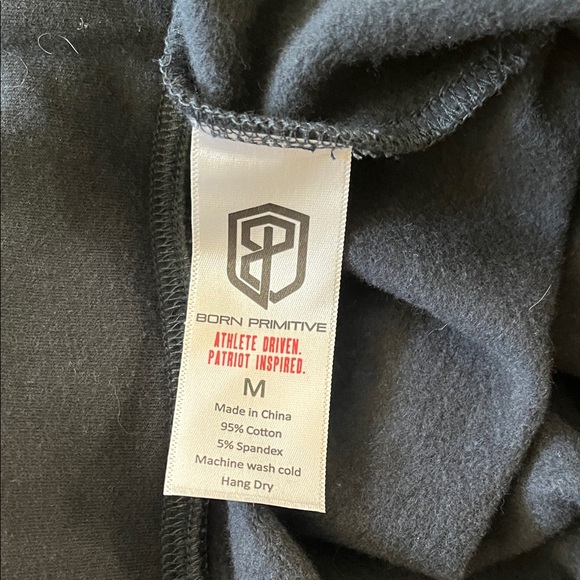 BORN PRIMITIVE
ATHLETE DRIVEN.
PATRIOT INSPIRED.
M
Made in China
95% Cotton
5% Spandex
Machine wash cold
Hang Dry